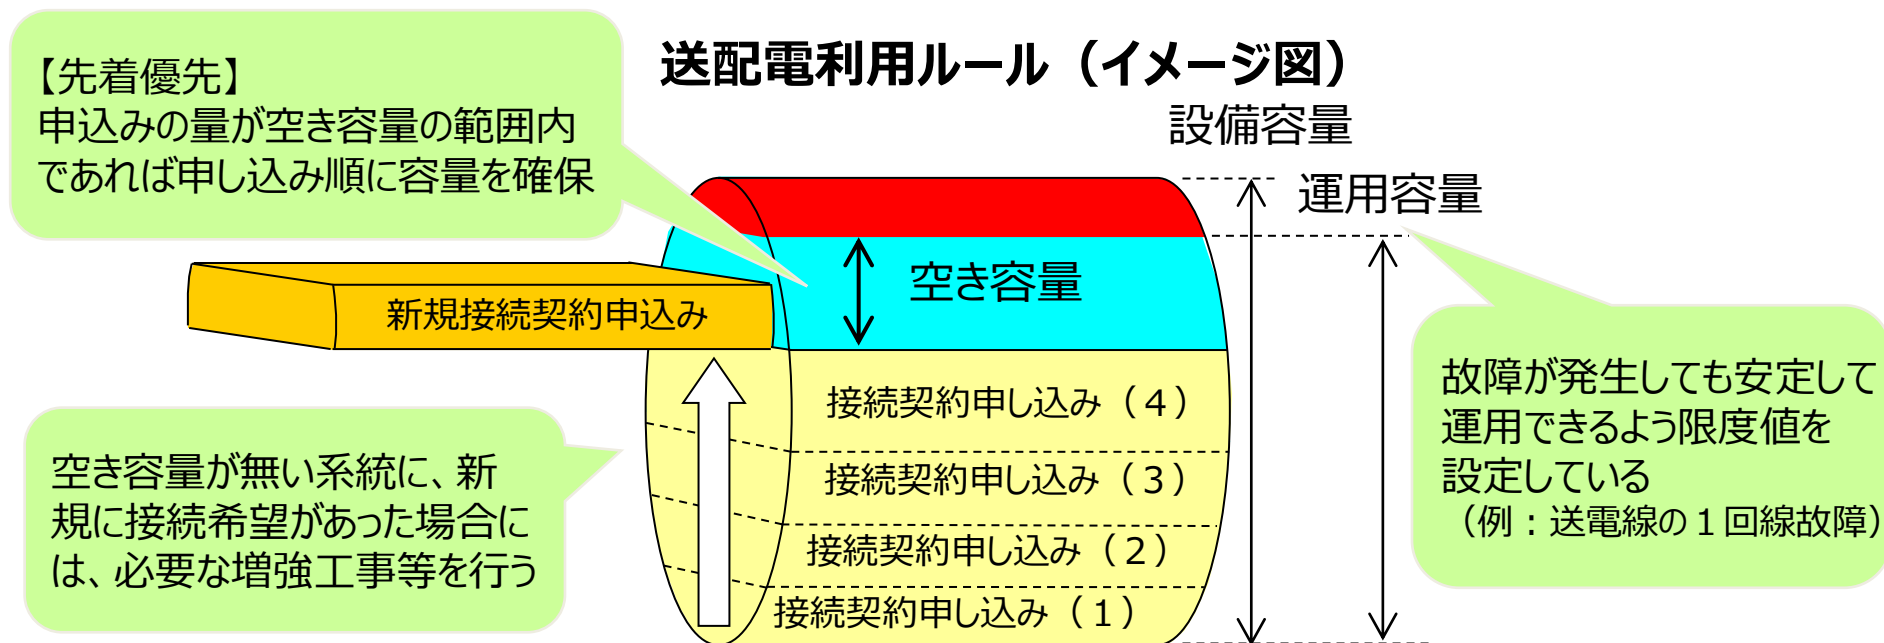 送配電利用ルール（イメージ図）
【先着優先】
申込みの量が空き容量の範囲内
であれば申し込み順に容量を確保
設備容量
運用容量
空き容量
新規接続契約申込み
接続契約申し込み（４）
接続契約申し込み（３）
接続契約申し込み（２）
接続契約申し込み（１）
空き容量が無い系統に、新
規に接続希望があった場合に
は、必要な増強工事等を行う
故障が発生しても安定して
運用できるよう限度値を
設定している
（例：送電線の１回線故障）